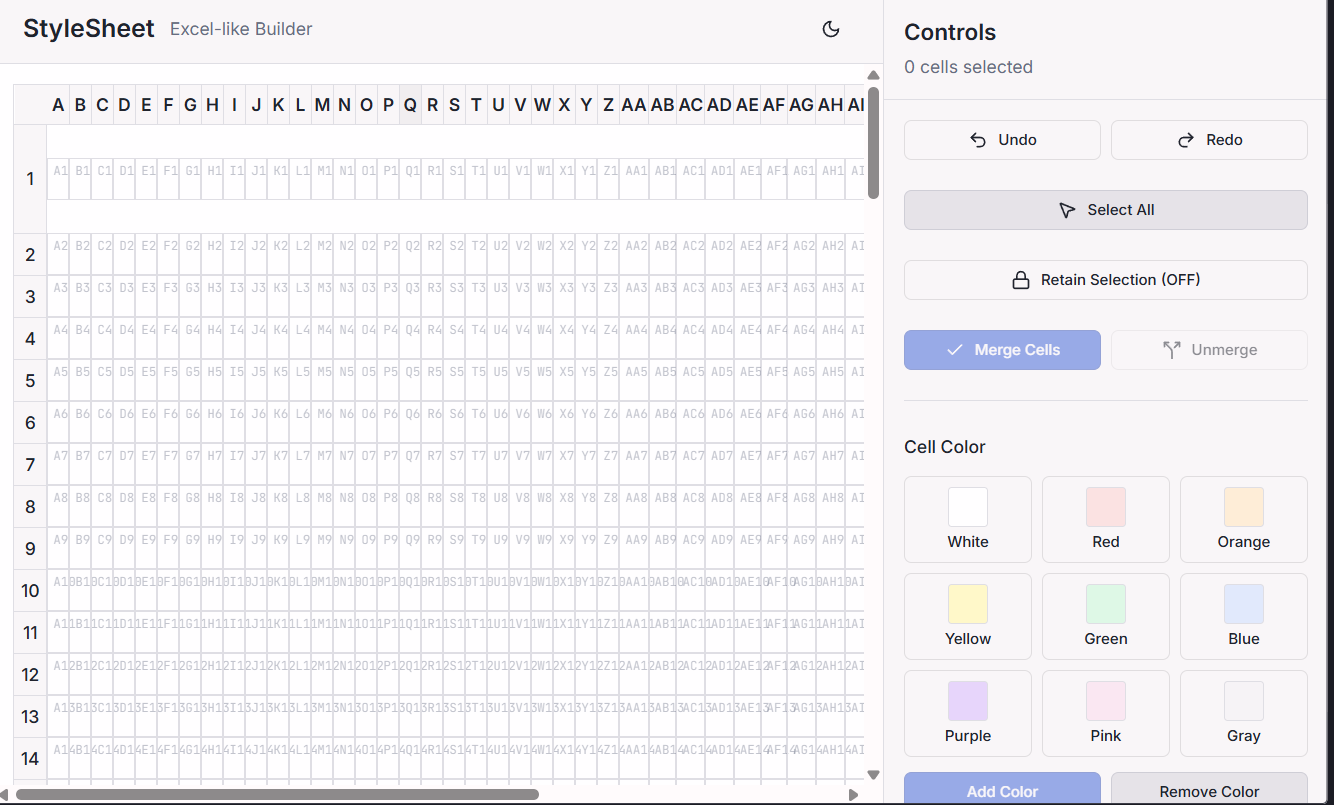 StyleSheet Excel-like Builder
A B C D E F G H I J K L M N O P Q R S T U V W X Y Z AA AB AC AD AE AF AG AH AI
1 A1 B1 C1 D1 E1 F1 G1 H1 I1 J1 K1 L1 M1 N1 O1 P1 Q1 R1 S1 T1 U1 V1 W1 X1 Y1 Z1 AA1 AB1 AC1 AD1 AE1 AF1 AG1 AH1 AI
2 A2 B2 C2 D2 E2 F2 G2 H2 I2 J2 K2 L2 M2 N2 O2 P2 Q2 R2 S2 T2 U2 V2 W2 X2 Y2 Z2 AA2 AB2 AC2 AD2 AE2 AF2 AG2 AH2 AI
3 A3 B3 C3 D3 E3 F3 G3 H3 I3 J3 K3 L3 M3 N3 O3 P3 Q3 R3 S3 T3 U3 V3 W3 X3 Y3 Z3 AA3 AB3 AC3 AD3 AE3 AF3 AG3 AH3 AI
4 A4 B4 C4 D4 E4 F4 G4 H4 I4 J4 K4 L4 M4 N4 O4 P4 Q4 R4 S4 T4 U4 V4 W4 X4 Y4 Z4 AA4 AB4 AC4 AD4 AE4 AF4 AG4 AH4 AI
5 A5 B5 C5 D5 E5 F5 G5 H5 I5 J5 K5 L5 M5 N5 O5 P5 Q5 R5 S5 T5 U5 V5 W5 X5 Y5 Z5 AA5 AB5 AC5 AD5 AE5 AF5 AG5 AH5 AI
6 A6 B6 C6 D6 E6 F6 G6 H6 I6 J6 K6 L6 M6 N6 O6 P6 Q6 R6 S6 T6 U6 V6 W6 X6 Y6 Z6 AA6 AB6 AC6 AD6 AE6 AF6 AG6 AH6 AI
7 A7 B7 C7 D7 E7 F7 G7 H7 I7 J7 K7 L7 M7 N7 O7 P7 Q7 R7 S7 T7 U7 V7 W7 X7 Y7 Z7 AA7 AB7 AC7 AD7 AE7 AF7 AG7 AH7 AI
8 A8 B8 C8 D8 E8 F8 G8 H8 I8 J8 K8 L8 M8 N8 O8 P8 Q8 R8 S8 T8 U8 V8 W8 X8 Y8 Z8 AA8 AB8 AC8 AD8 AE8 AF8 AG8 AH8 AI
9 A9 B9 C9 D9 E9 F9 G9 H9 I9 J9 K9 L9 M9 N9 O9 P9 Q9 R9 S9 T9 U9 V9 W9 X9 Y9 Z9 AA9 AB9 AC9 AD9 AE9 AF9 AG9 AH9 AI
10 A10 B10 C10 D10 E10 F10 G10 H10 I10 J10 K10 L10 M10 N10 O10 P10 Q10 R10 S10 T10 U10 V10 W10 X10 Y10 Z10 AA10 AB10 AC10 AD10 AE10 AF10 AG10 AH10 AI
11 A11 B11 C11 D11 E11 F11 G11 H11 I11 J11 K11 L11 M11 N11 O11 P11 Q11 R11 S11 T11 U11 V11 W11 X11 Y11 Z11 AA11 AB11 AC11 AD11 AE11 AF11 AG11 AH11 AI
12 A12 B12 C12 D12 E12 F12 G12 H12 I12 J12 K12 L12 M12 N12 O12 P12 Q12 R12 S12 T12 U12 V12 W12 X12 Y12 Z12 AA12 AB12 AC12 AD12 AE12 AF12 AG12 AH12 AI
13 A13 B13 C13 D13 E13 F13 G13 H13 I13 J13 K13 L13 M13 N13 O13 P13 Q13 R13 S13 T13 U13 V13 W13 X13 Y13 Z13 AA13 AB13 AC13 AD13 AE13 AF13 AG13 AH13 AI
14 A14 B14 C14 D14 E14 F14 G14 H14 I14 J14 K14 L14 M14 N14 O14 P14 Q14 R14 S14 T14 U14 V14 W14 X14 Y14 Z14 AA14 AB14 AC14 AD14 AE14 AF14 AG14 AH14 AI
Controls
0 cells selected
Undo Redo
Select All
Retain Selection (OFF)
Merge Cells Unmerge
Cell Color
White Red Orange
Yellow Green Blue
Purple Pink Gray
Add Color Remove Color